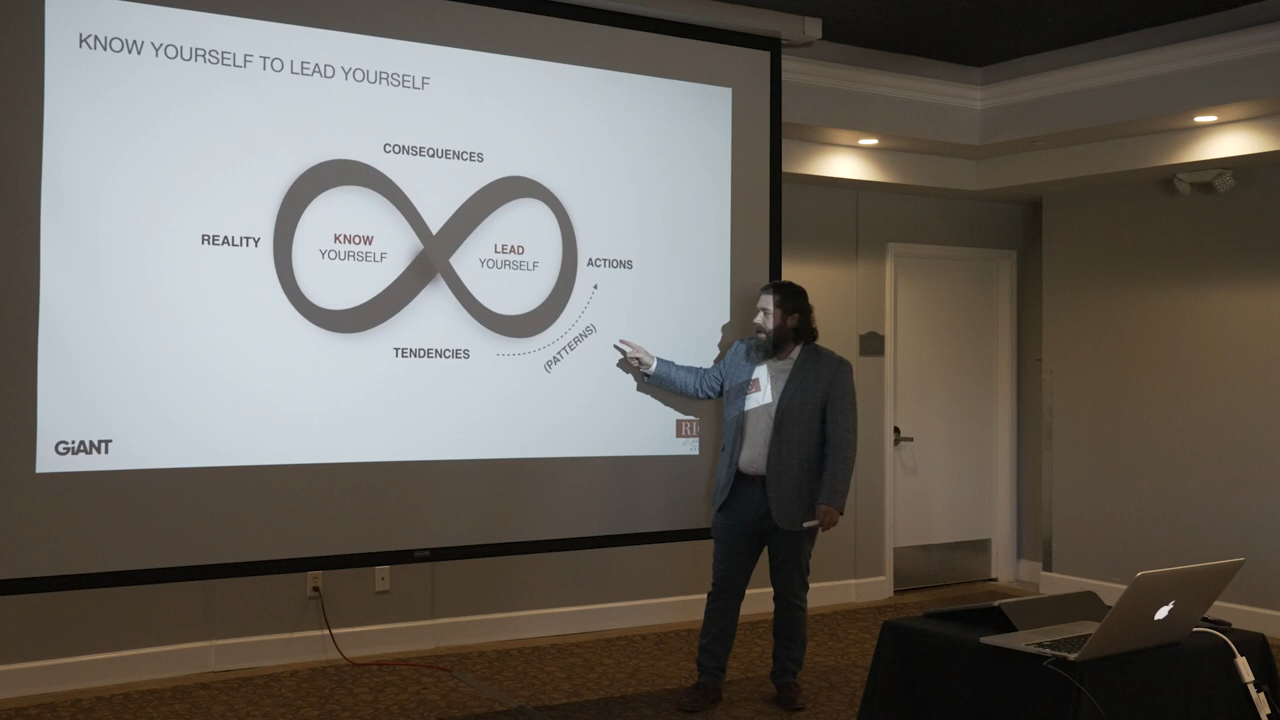 KNOW YOURSELF TO LEAD YOURSELF
CONSEQUENCES
REALITY
KNOW
YOURSELF
LEAD
YOURSELF
ACTIONS
TENDENCIES
(PATTERNS)
GiANT